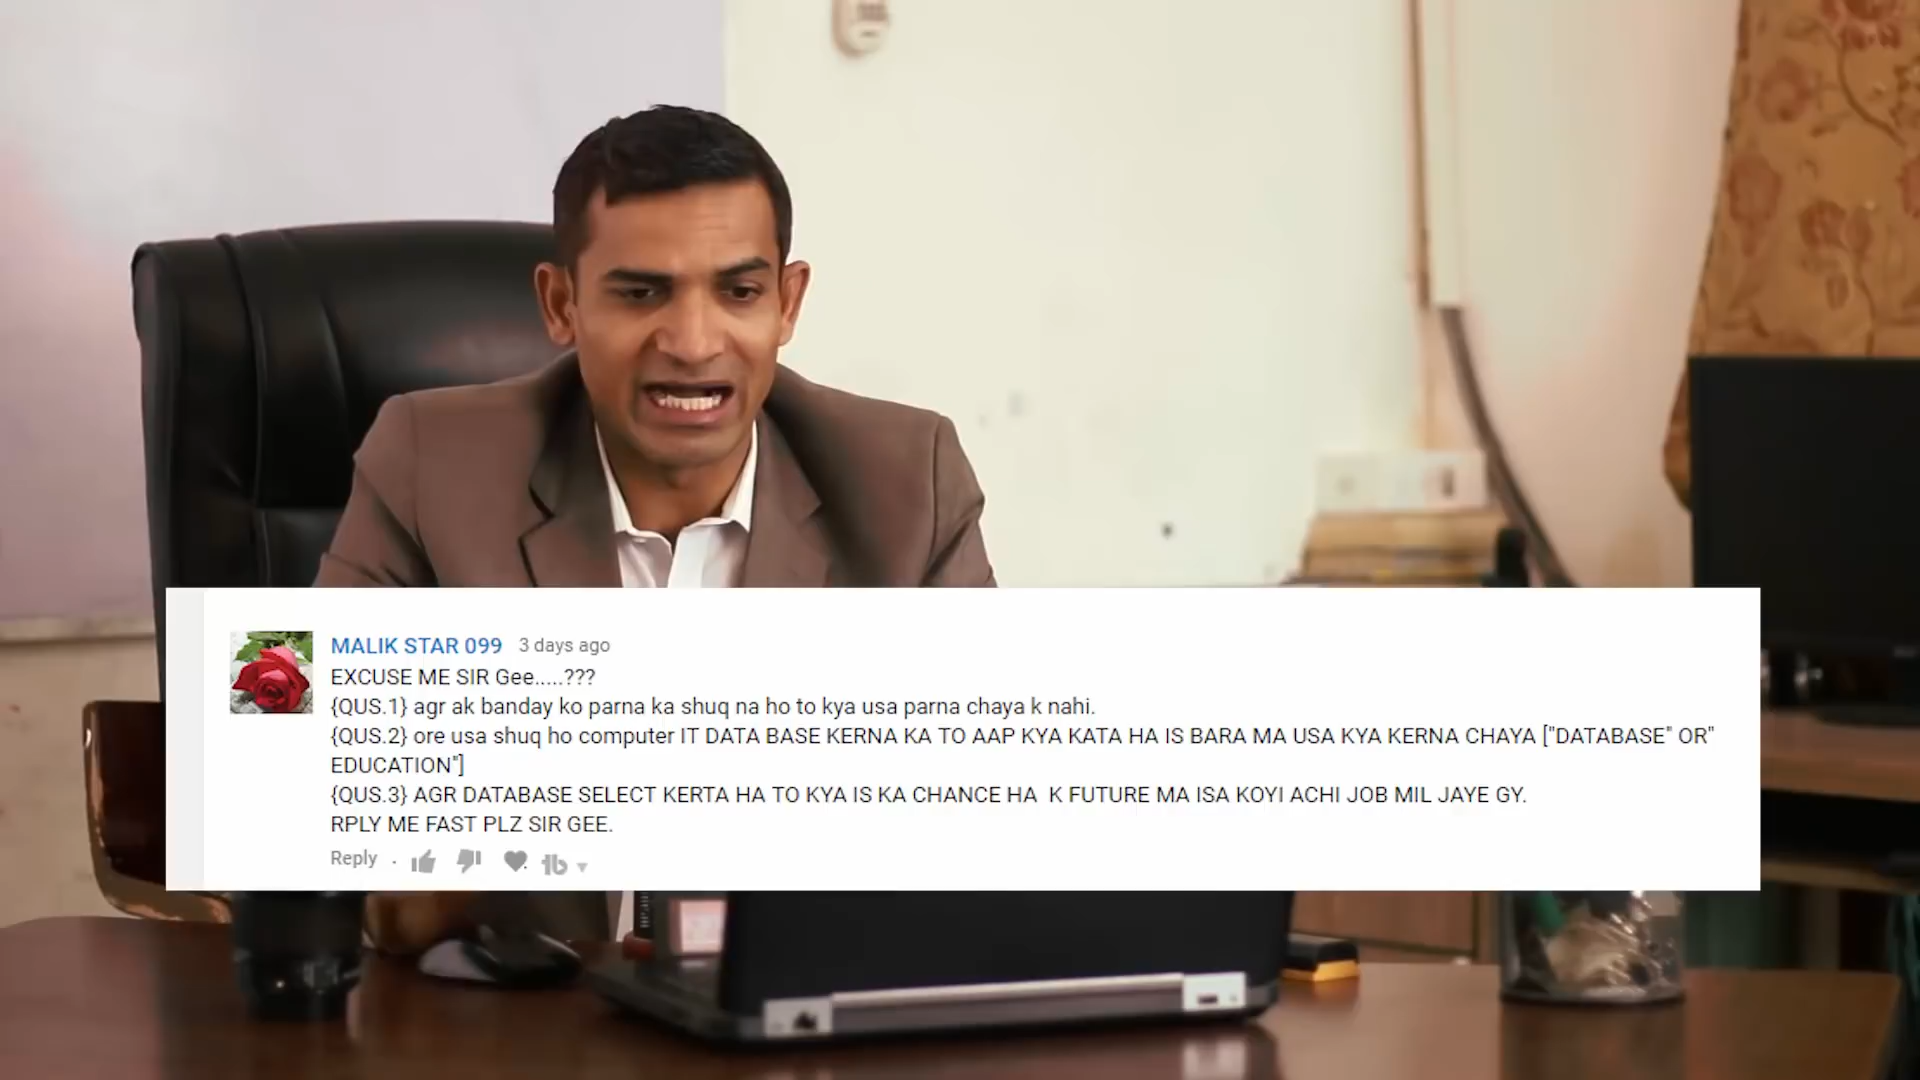 MALIK STAR 099 3 days ago
EXCUSE ME SIR Gee.....???
{QUS.1} agr ak banday ko parna ka shuq na ho to kya usa parna chaya k nahi.
{QUS.2} ore usa shuq ho computer IT DATA BASE KERNA KA TO AAP KYA KATA HA IS BARA MA USA KYA KERNA CHAYA ["DATABASE" OR"
EDUCATION"]
{QUS.3} AGR DATABASE SELECT KERTA HA TO KYA IS KA CHANCE HA K FUTURE MA ISA KOYI ACHI JOB MIL JAYE GY.
RPLY ME FAST PLZ SIR GEE.
Reply